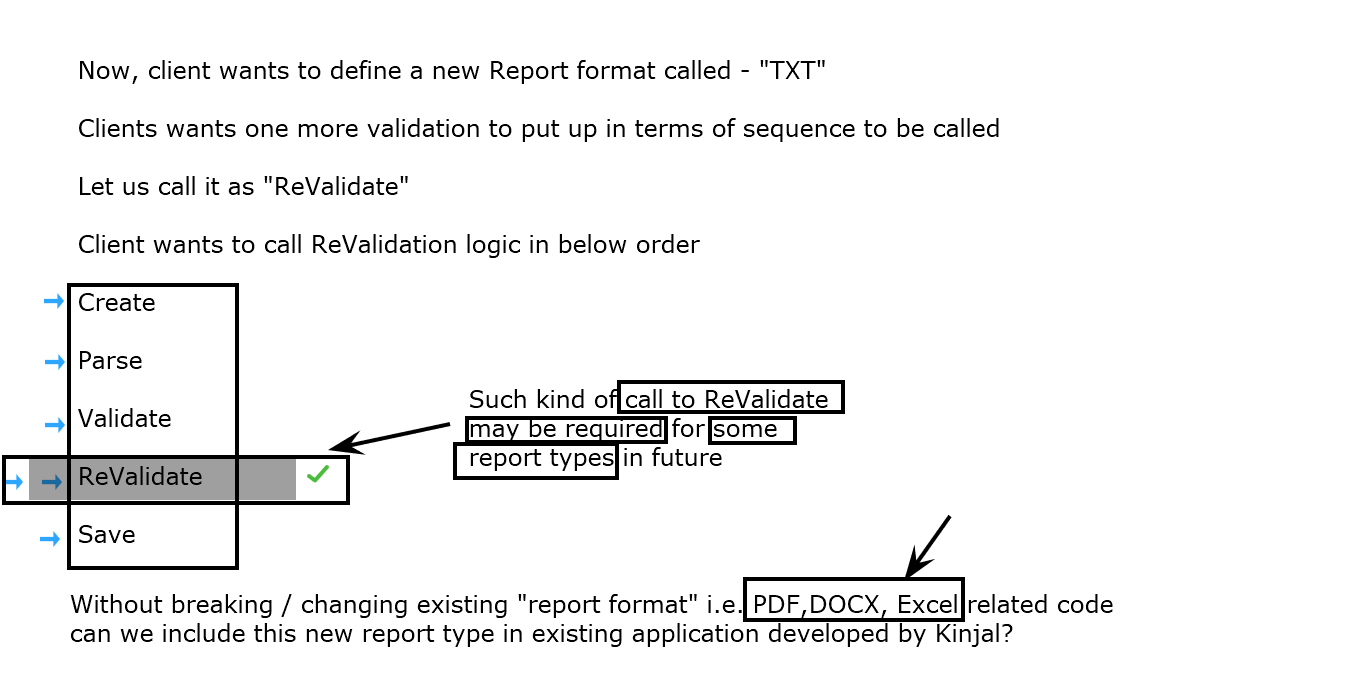 Now, client wants to define a new Report format called - "TXT"
Clients wants one more validation to put up in terms of sequence to be called
Let us call it as "ReValidate"
Client wants to call ReValidation logic in below order
Create
Parse
Validate
ReValidate
Save
Such kind of call to ReValidate
may be required for some
report types in future
Without breaking / changing existing "report format" i.e. PDF,DOCX, Excel related code
can we include this new report type in existing application developed by Kinjal?